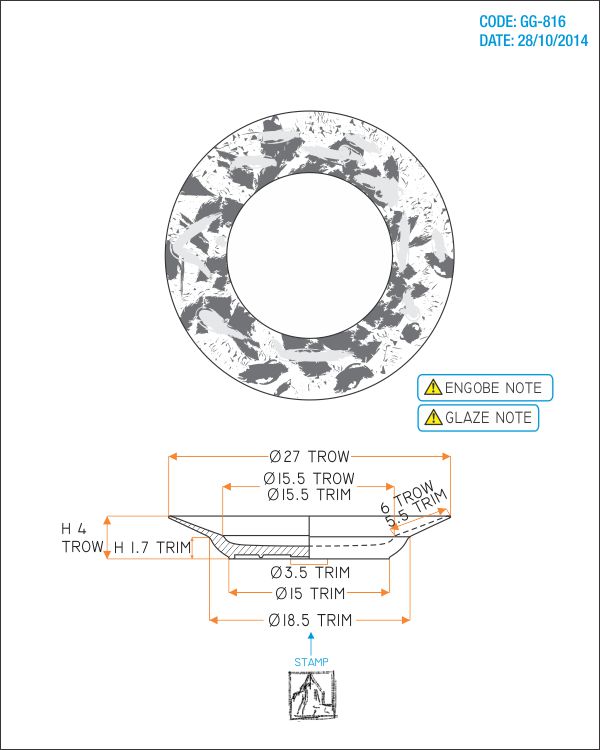 CODE: GG-816
DATE: 28/10/2014
ENGOBE NOTE
GLAZE NOTE
Ø27 TROW
Ø15.5 TROW
Ø15.5 TRIM
6 TROW
5.5 TRIM
H 4
TROW
H 1.7 TRIM
Ø3.5 TRIM
Ø15 TRIM
Ø18.5 TRIM
STAMP